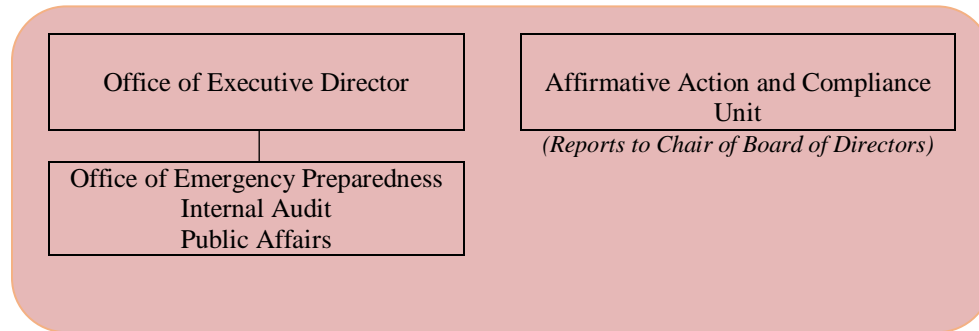 Office of Executive Director
Office of Emergency Preparedness
Internal Audit
Public Affairs
Affirmative Action and Compliance
Unit
(Reports to Chair of Board of Directors)